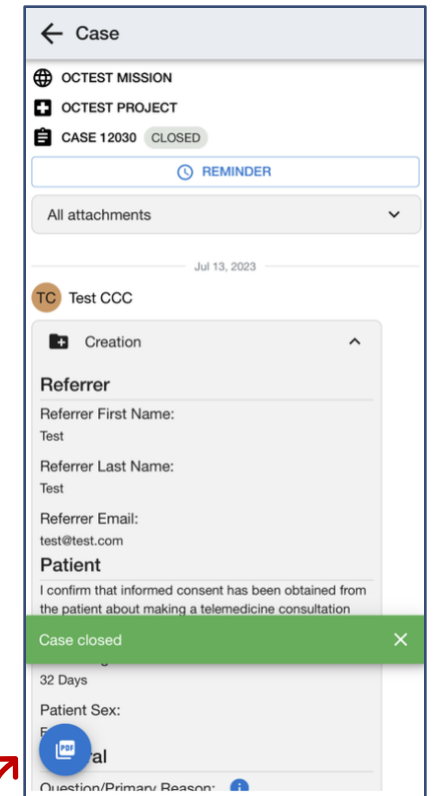 Case
OCTEST MISSION
OCTEST PROJECT
CASE 12030 CLOSED
REMINDER
All attachments
Jul 13, 2023
TC Test CCC
Creation
Referrer
Referrer First Name:
Test
Referrer Last Name:
Test
Referrer Email:
test@test.com
Patient
I confirm that informed consent has been obtained from
the patient about making a telemedicine consultation
Case closed
32 Days
Patient Sex:
PDF
Question/Primary Reason: